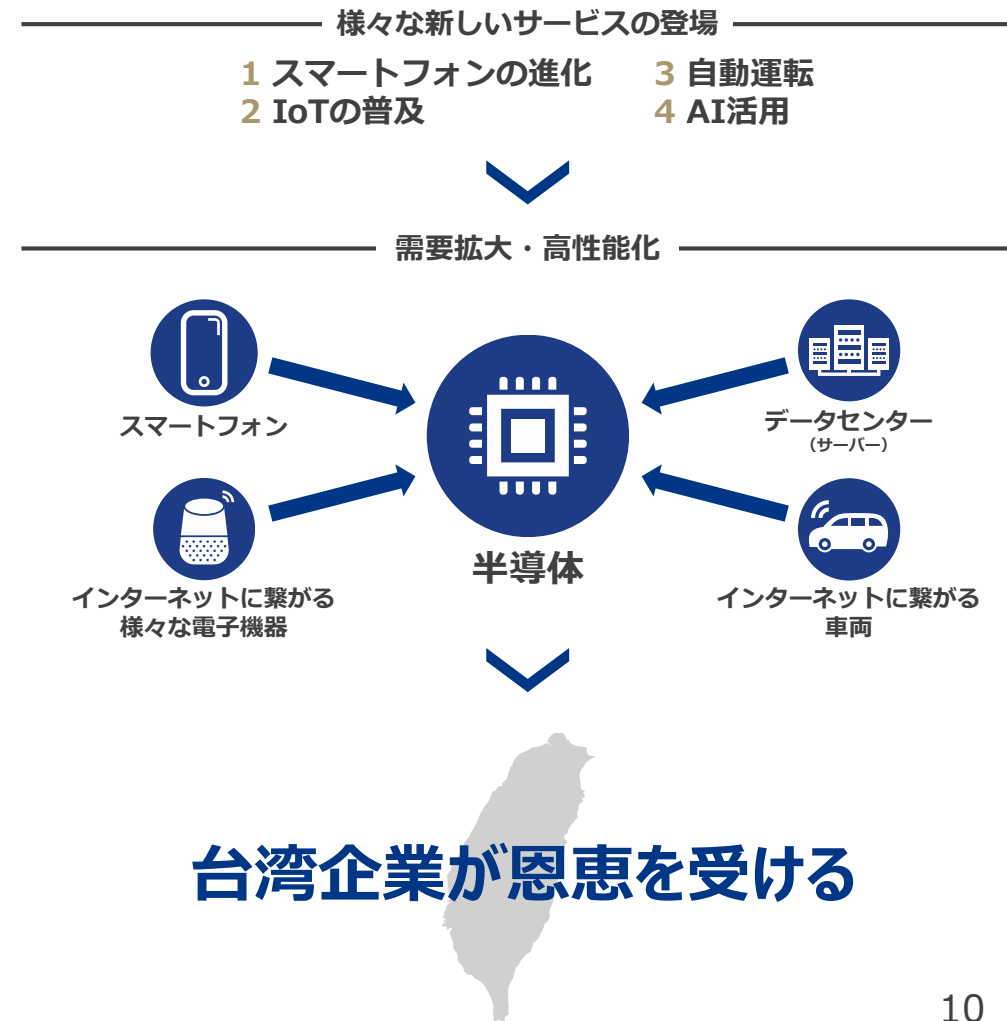 様々な新しいサービスの登場
1 スマートフォンの進化
2 IoTの普及
3 自動運転
4 AI活用
需要拡大・高性能化
スマートフォン
データセンター
（サーバー）
半導体
インターネットに繋がる
様々な電子機器
インターネットに繋がる
車両
台湾企業が恩恵を受ける
10